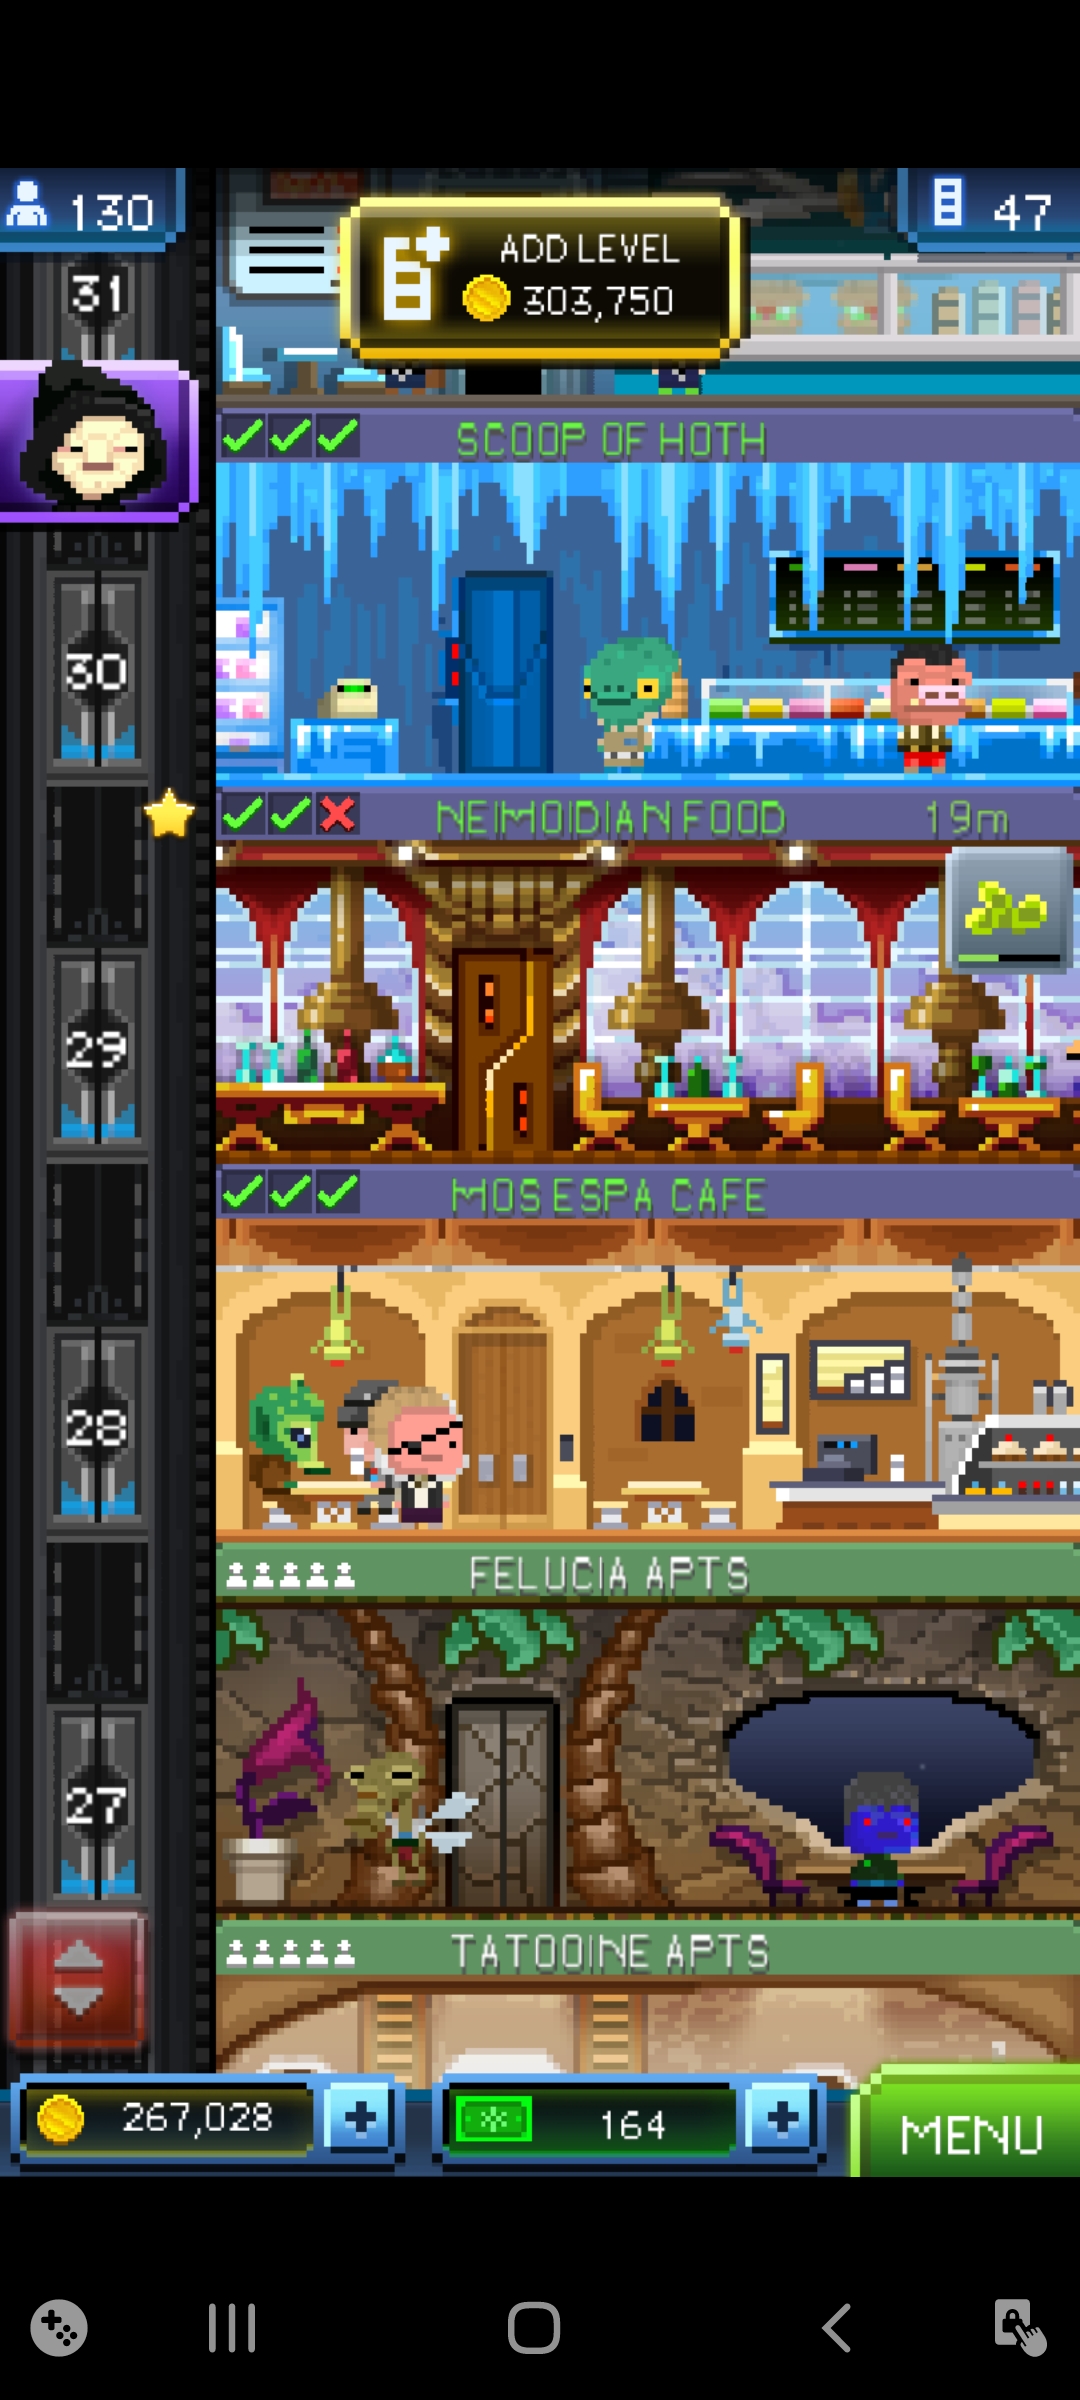 130
ADD LEVEL
303,750
47
31
SCOOP OF HOTH
30
NEIMOIDIAN FOOD 19m
29
MOS ESPA CAFE
28
FELUCIA APTS
27
TATOOINE APTS
267,028
164
MENU